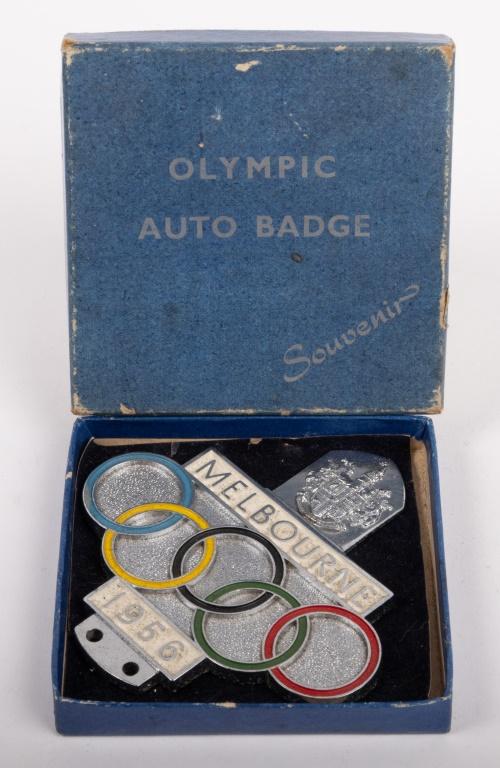 OLYMPIC
AUTO BADGE
Souvenir
MELBOURNE
1956